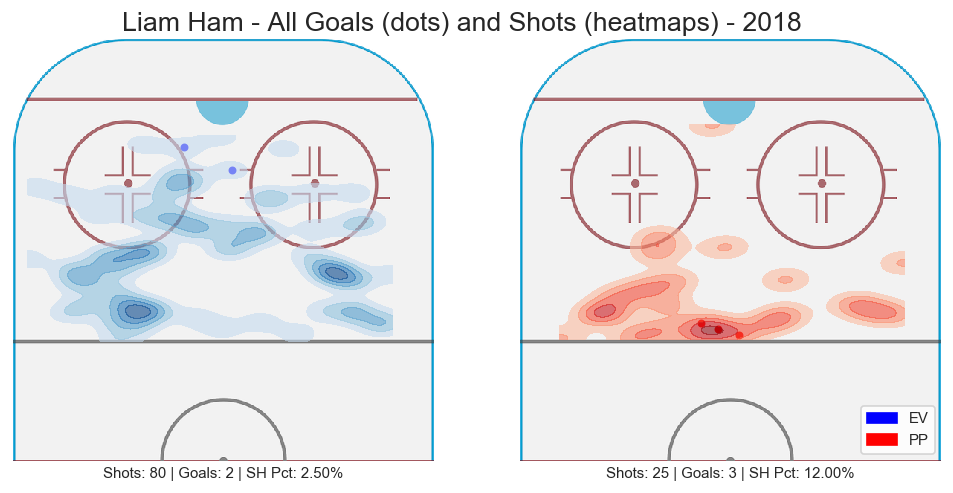 Liam Ham - All Goals (dots) and Shots (heatmaps) - 2018
EV
PP
Shots: 80 | Goals: 2 | SH Pct: 2.50%
Shots: 25 | Goals: 3 | SH Pct: 12.00%